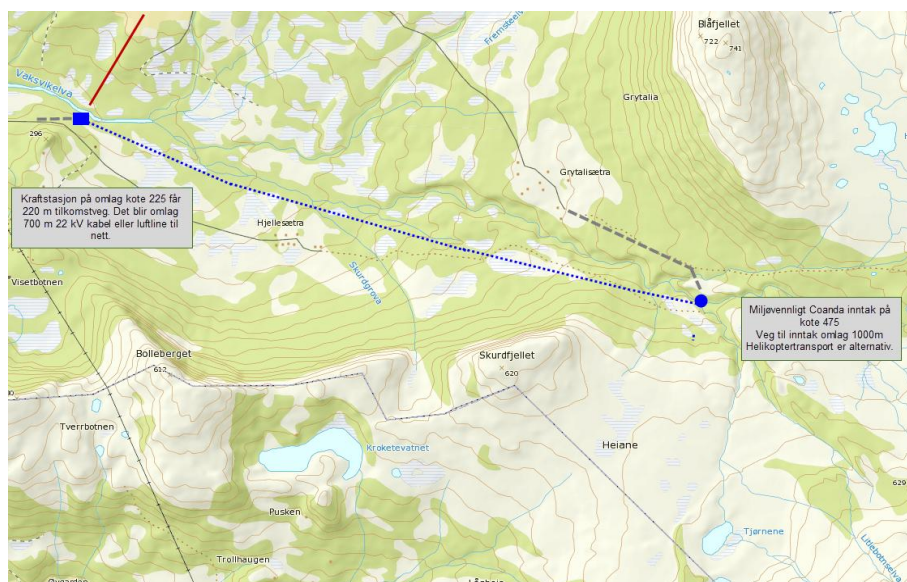 Blåfjellet
722
741
Fremsteelv
Vaksvikelva
Grytalia
296
Grytalisætra
Kraftstasjon på omlag kote 225 får
220 m tilkomstveg. Det blir omlag
700 m 22 kV kabel eller luftline til
nett.
Hjellesætra
Skurdgrova
Visetbotnen
Miljøvennligt Coanda inntak på
kote 475
Veg til inntak omlag 1000m
Helikoptertransport er alternativ.
Bolleberget
612
Skurdfjellet
620
Tverrbotnen
Kroketevatnet
Heiane
629
Pusken
Tjørnene
Litlebotnselva
Trollhaugen